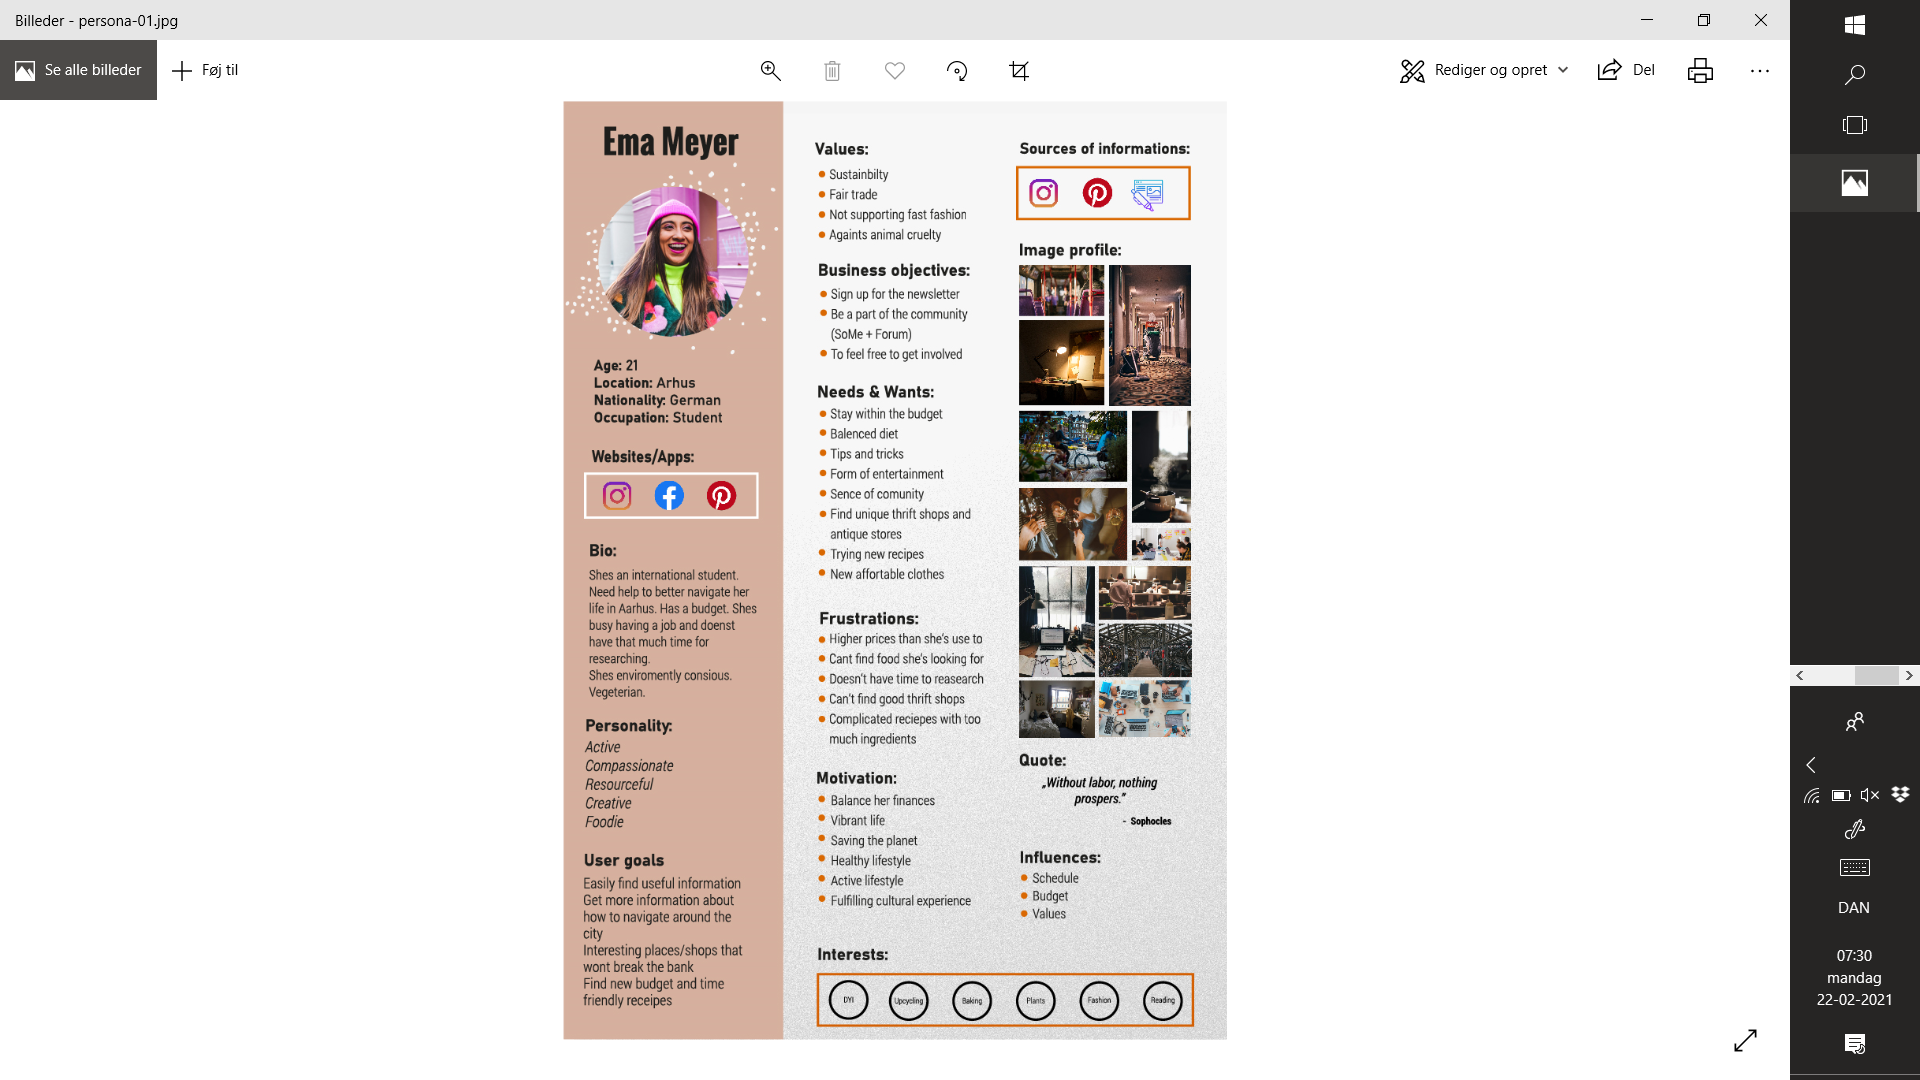 Billeder - persona-01.jpg
Se alle billeder
Føj til
Rediger og opret
Del
Ema Meyer
Age: 21
Location: Arhus
Nationality: German
Occupation: Student
Websites/Apps:
Bio:
Shes an international student.
Need help to better navigate her
life in Aarhus. Has a budget. Shes
busy having a job and doenst
have that much time for
researching.
Shes enviromently consious.
Vegeterian.
Personality:
Active
Compassionate
Resourceful
Creative
Foodie
User goals
Easily find useful information
Get more information about
how to navigate around the
city
Interesting places/shops that
wont break the bank
Find new budget and time
friendly receipes
Values:
Sustainbilty
Fair trade
Not supporting fast fashion
Againts animal cruelty
Business objectives:
Sign up for the newsletter
Be a part of the community
(SoMe + Forum)
To feel free to get involved
Needs & Wants:
Stay within the budget
Balenced diet
Tips and tricks
Form of entertainment
Sence of comunity
Find unique thrift shops and
antique stores
Trying new recipes
New affortable clothes
Frustrations:
Higher prices than she's use to
Cant find food she's looking for
Doesn't have time to reasearch
Can't find good thrift shops
Complicated reciepes with too
much ingredients
Motivation:
Balance her finances
Vibrant life
Saving the planet
Healthy lifestyle
Active lifestyle
Fulfilling cultural experience
Sources of informations:
Image profile:
Quote:
„Without labor, nothing
prospers."
- Sophocles
Influences:
Schedule
Budget
Values
Interests:
DYI
Upcycling
Baking
Plants
Fashion
Reading
DAN
07:30
mandag
22-02-2021